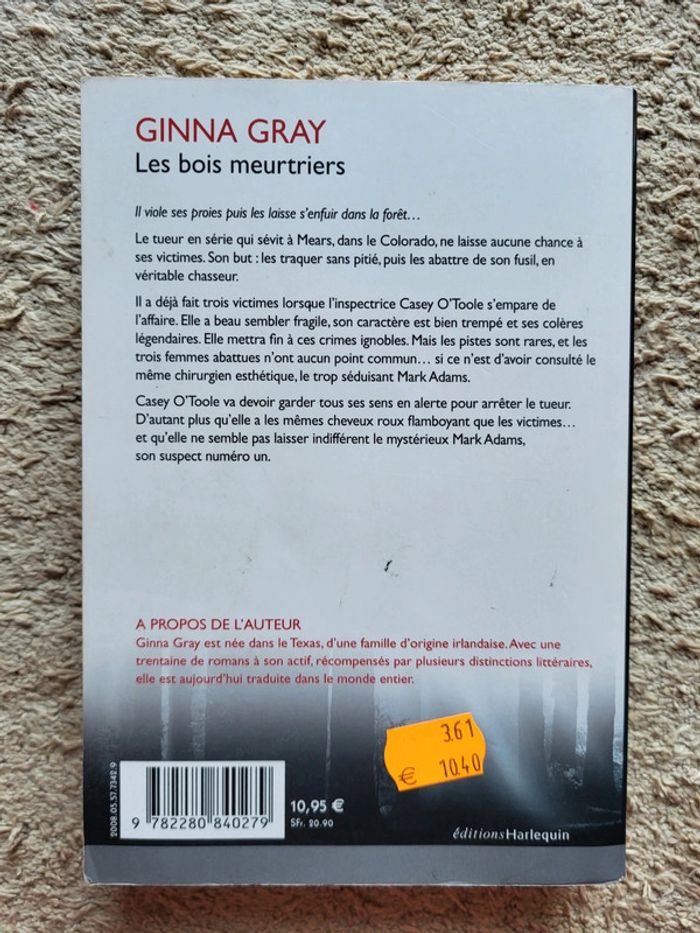 GINNA GRAY
Les bois meurtriers
Il viole ses proies puis les laisse s'enfuir dans la forêt…
Le tueur en série qui sévit à Mears, dans le Colorado, ne laisse aucune chance à
ses victimes. Son but : les traquer sans pitié, puis les abattre de son fusil, en
véritable chasseur.
Il a déjà fait trois victimes lorsque l'inspectrice Casey O'Toole s'empare de
l'affaire. Elle a beau sembler fragile, son caractère est bien trempé et ses colères
légendaires. Elle mettra fin à ces crimes ignobles. Mais les pistes sont rares, et les
trois femmes abattues n'ont aucun point commun… si ce n'est d'avoir consulté le
même chirurgien esthétique, le trop séduisant Mark Adams.
Casey O'Toole va devoir garder tous ses sens en alerte pour arrêter le tueur.
D'autant plus qu'elle a les mêmes cheveux roux flamboyant que les victimes…
et qu'elle ne semble pas laisser indifférent le mystérieux Mark Adams,
son suspect numéro un.
A PROPOS DE L'AUTEUR
Ginna Gray est née dans le Texas, d'une famille d'origine irlandaise. Avec une
trentaine de romans à son actif, récompensés par plusieurs distinctions littéraires,
elle est aujourd'hui traduite dans le monde entier.
361
€ 10.40
2008.05.57.7342.9
9 782280 840279
10,95 €
SFr. 20.90
éditionsHarlequin